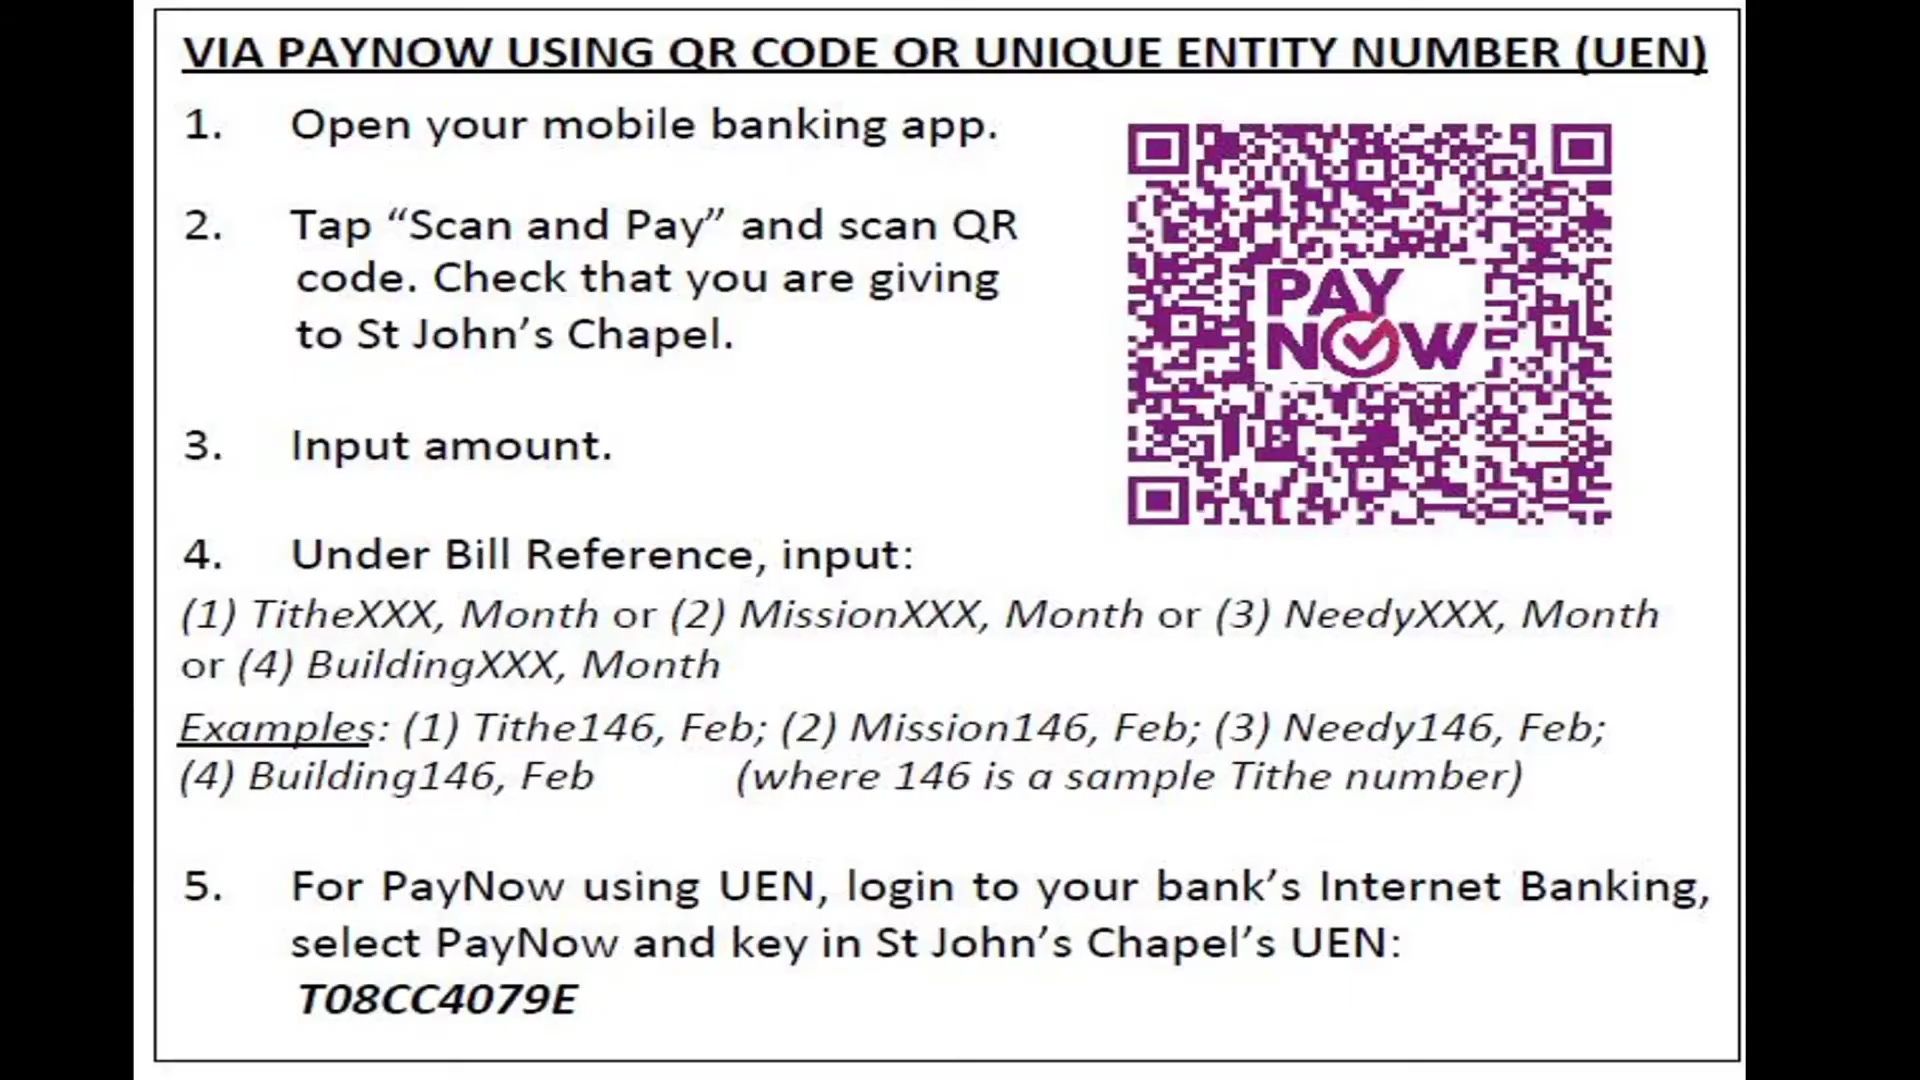 VIA PAYNOW USING QR CODE OR UNIQUE ENTITY NUMBER (UEN)
1. Open your mobile banking app.
2. Tap “Scan and Pay” and scan QR
code. Check that you are giving
to St John’s Chapel.
PAY
NOW
3. Input amount.
4. Under Bill Reference, input:
(1) TitheXXX, Month or (2) MissionXXX, Month or (3) NeedyXXX, Month
or (4) BuildingXXX, Month
Examples: (1) Tithe146, Feb; (2) Mission146, Feb; (3) Needy146, Feb;
(4) Building146, Feb (where 146 is a sample Tithe number)
5. For PayNow using UEN, login to your bank’s Internet Banking,
select PayNow and key in St John’s Chapel’s UEN:
T08CC4079E